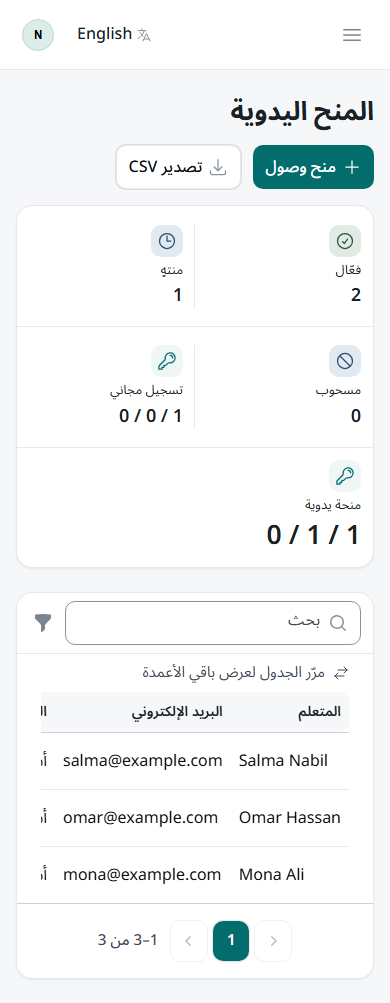 English
N
المنح اليدوية
منح وصول
تصدير CSV
فعّال
2
منتهٍ
1
مسحوب
0
تسجيل مجاني
0 / 0 / 1
منحة يدوية
0 / 1 / 1
بحث
مرّر الجدول لعرض باقي الأعمدة
المتعلم البريد الإلكتروني
Salma Nabil salma@example.com
Omar Hassan omar@example.com
Mona Ali mona@example.com
1
1–3 من 3